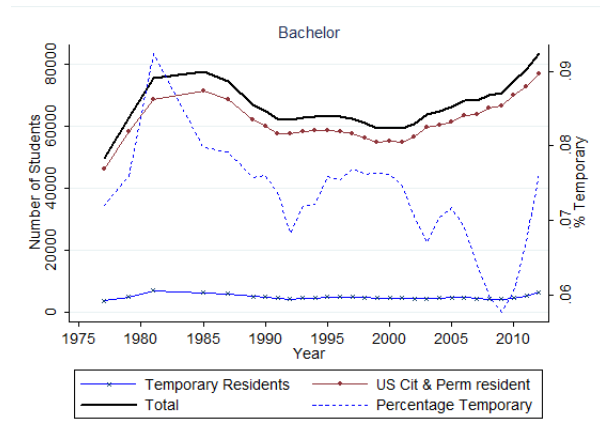 Bachelor
Number of Students
0
20000
40000
60000
80000
.06
.07
.08
.09
% Temporary
1975 1980 1985 1990 1995 2000 2005 2010
Year
Temporary Residents US Cit & Perm resident
Total Percentage Temporary